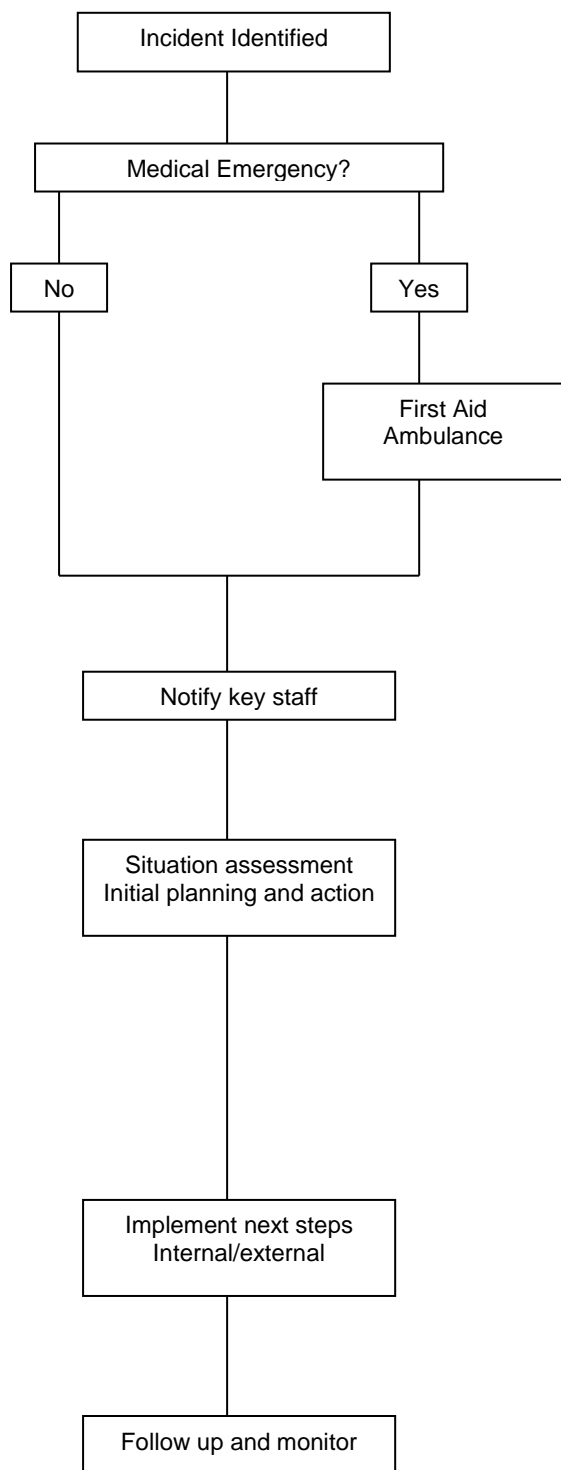 Incident Identified
Medical Emergency?
No
Yes
First Aid
Ambulance
Notify key staff
Situation assessment
Initial planning and action
Implement next steps
Internal/external
Follow up and monitor